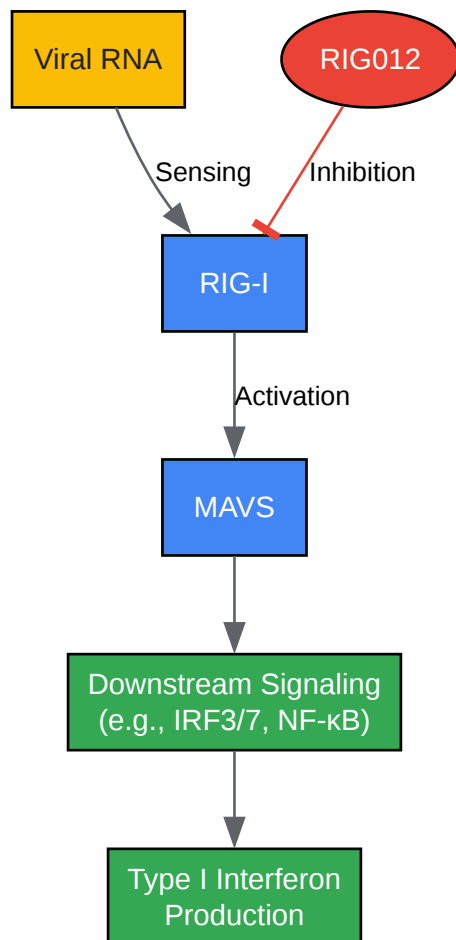 Viral RNA
RIG012
Sensing
Inhibition
RIG-I
Activation
MAVS
Downstream Signaling
(e.g., IRF3/7, NF-κB)
Type I Interferon
Production